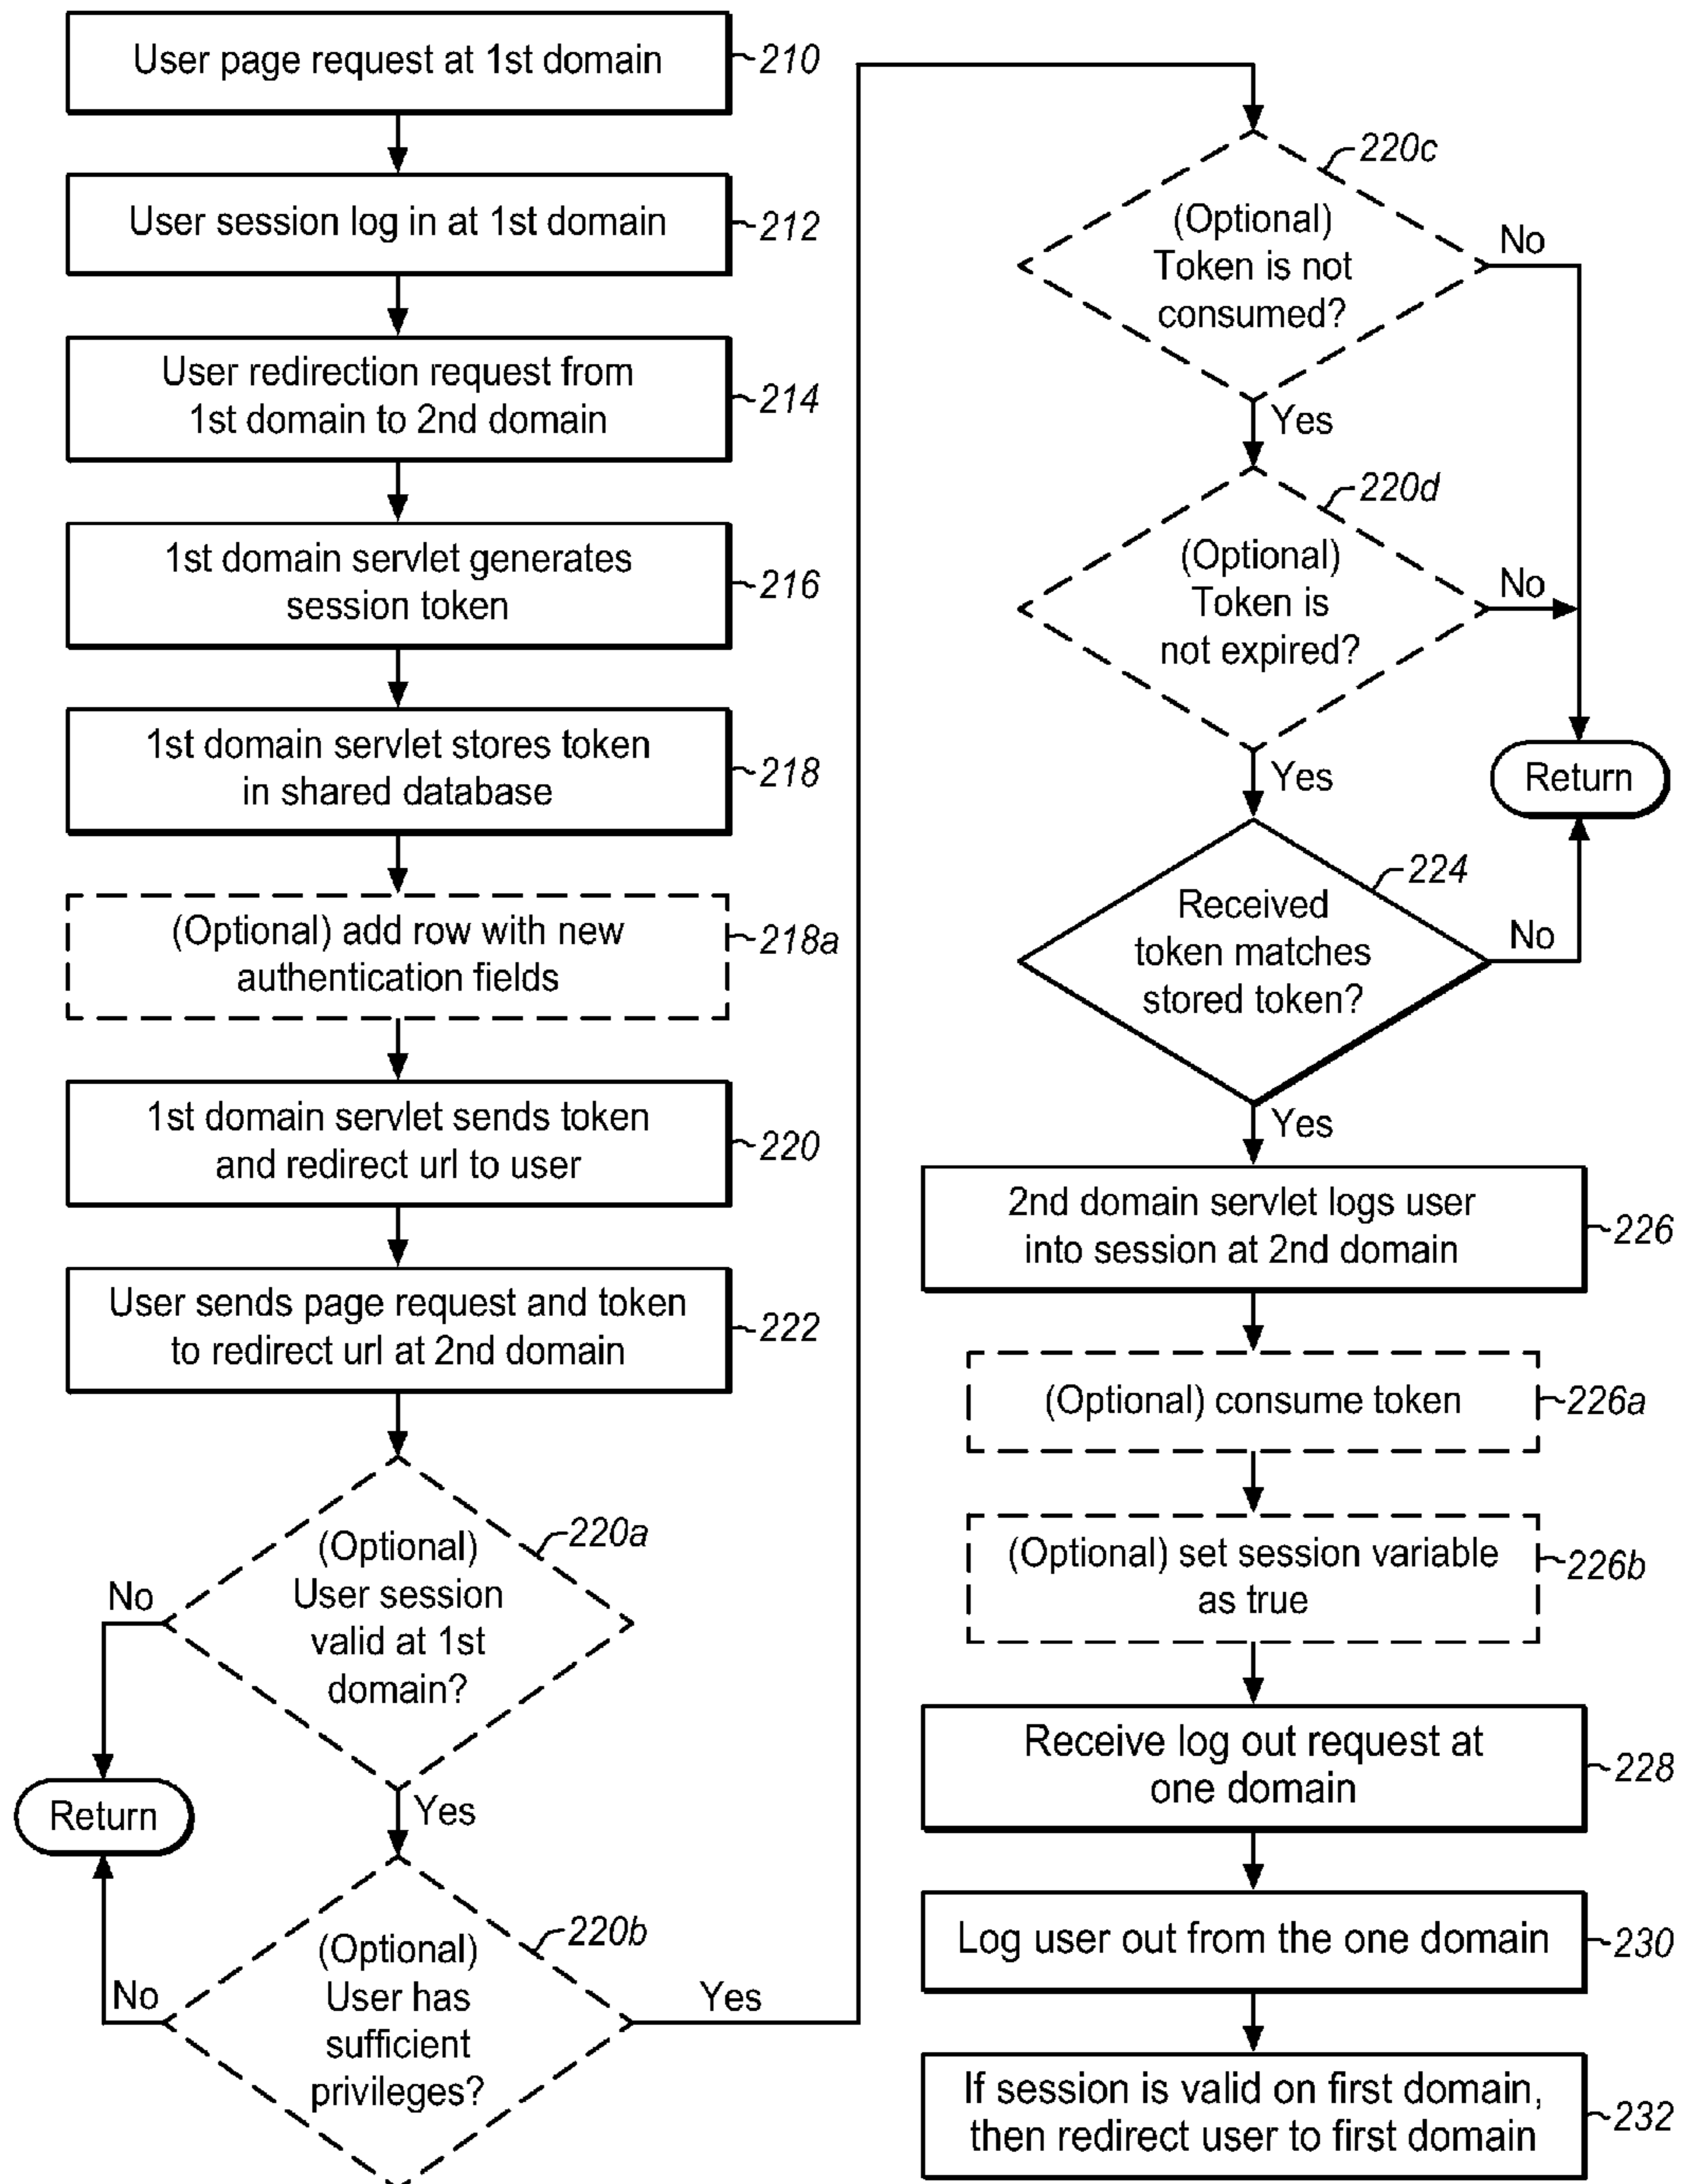 User page request at 1st domain
210
User session log in at 1st domain
212
User redirection request from
1st domain to 2nd domain
214
1st domain servlet generates
session token
216
1st domain servlet stores token
in shared database
218
(Optional) add row with new
authentication fields
218a
1st domain servlet sends token
and redirect url to user
220
User sends page request and token
to redirect url at 2nd domain
222
(Optional)
User session
valid at 1st
domain?
220a
No
Return
Yes
(Optional)
User has
sufficient
privileges?
220b
No
Yes
(Optional)
Token is not
consumed?
220c
No
Yes
(Optional)
Token is
not expired?
220d
No
Yes
Return
Received
token matches
stored token?
224
No
Yes
2nd domain servlet logs user
into session at 2nd domain
226
(Optional) consume token
226a
(Optional) set session variable
as true
226b
Receive log out request at
one domain
228
Log user out from the one domain
230
If session is valid on first domain,
then redirect user to first domain
232